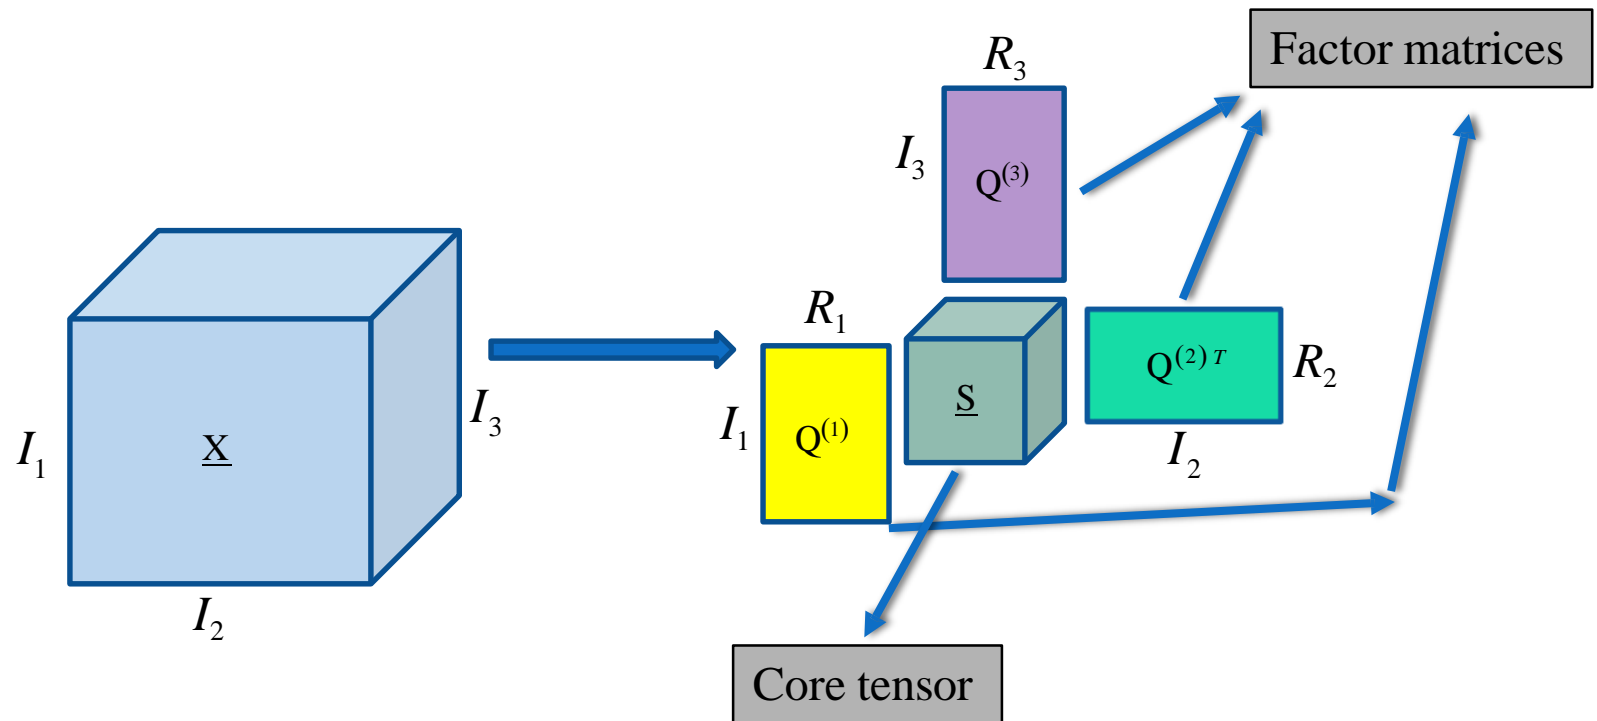 Factor matrices
R₃
I₃
Q⁽³⁾
R₁
I₁
Q⁽¹⁾
S
Q⁽²⁾ᵀ
R₂
I₂
I₁
X
I₃
I₂
Core tensor